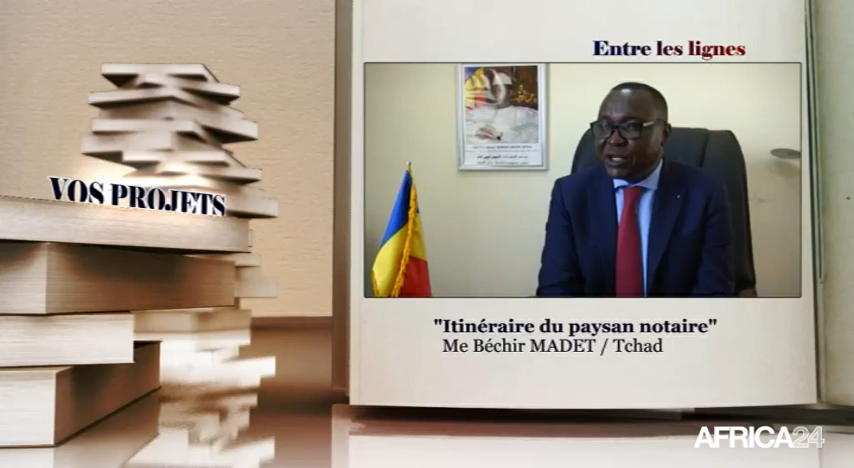 Entre les lignes
VOS PROJETS
"Itinéraire du paysan notaire"
Me Béchir MADET / Tchad
AFRICA24